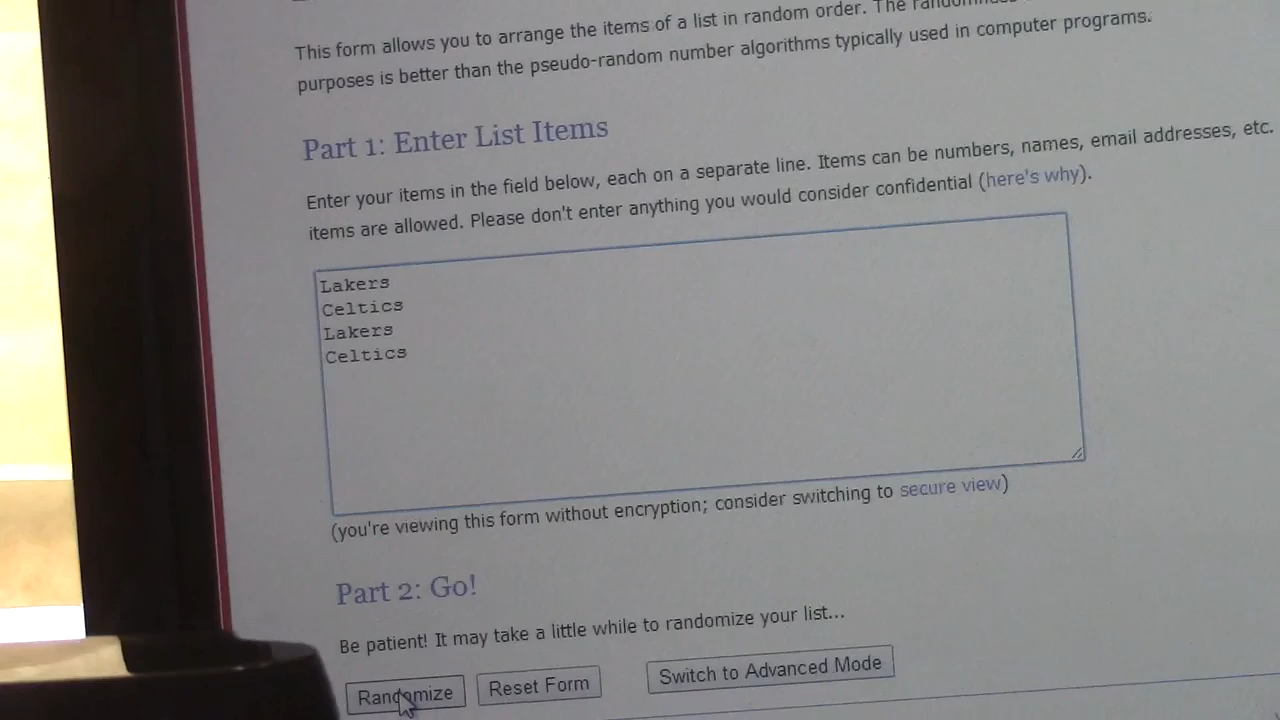 This form allows you to arrange the items of a list in random order. The
purposes is better than the pseudo-random number algorithms typically used in computer programs.
Part 1: Enter List Items
Enter your items in the field below, each on a separate line. Items can be numbers, names, email addresses, etc.
items are allowed. Please don't enter anything you would consider confidential (here's why).
Lakers
Celtics
Lakers
Celtics
(you're viewing this form without encryption; consider switching to secure view)
Part 2: Go!
Be patient! It may take a little while to randomize your list...
Randomize Reset Form Switch to Advanced Mode